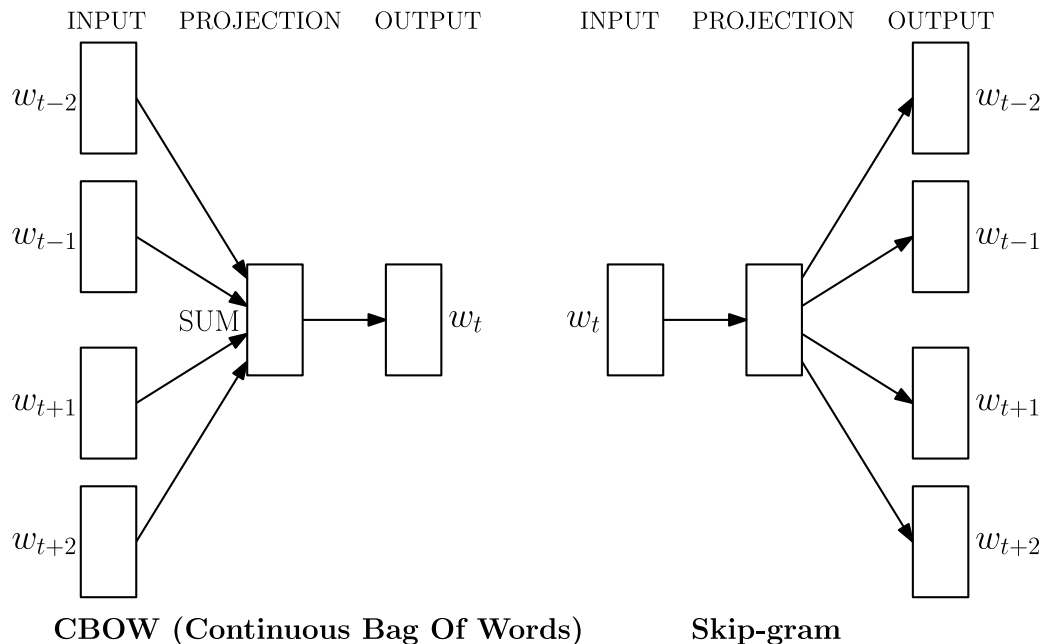 INPUT PROJECTION OUTPUT
w_{t-2}
w_{t-1}
SUM
w_t
w_{t+1}
w_{t+2}
CBOW (Continuous Bag Of Words)
INPUT PROJECTION OUTPUT
w_{t-2}
w_{t-1}
w_t
w_{t+1}
w_{t+2}
Skip-gram